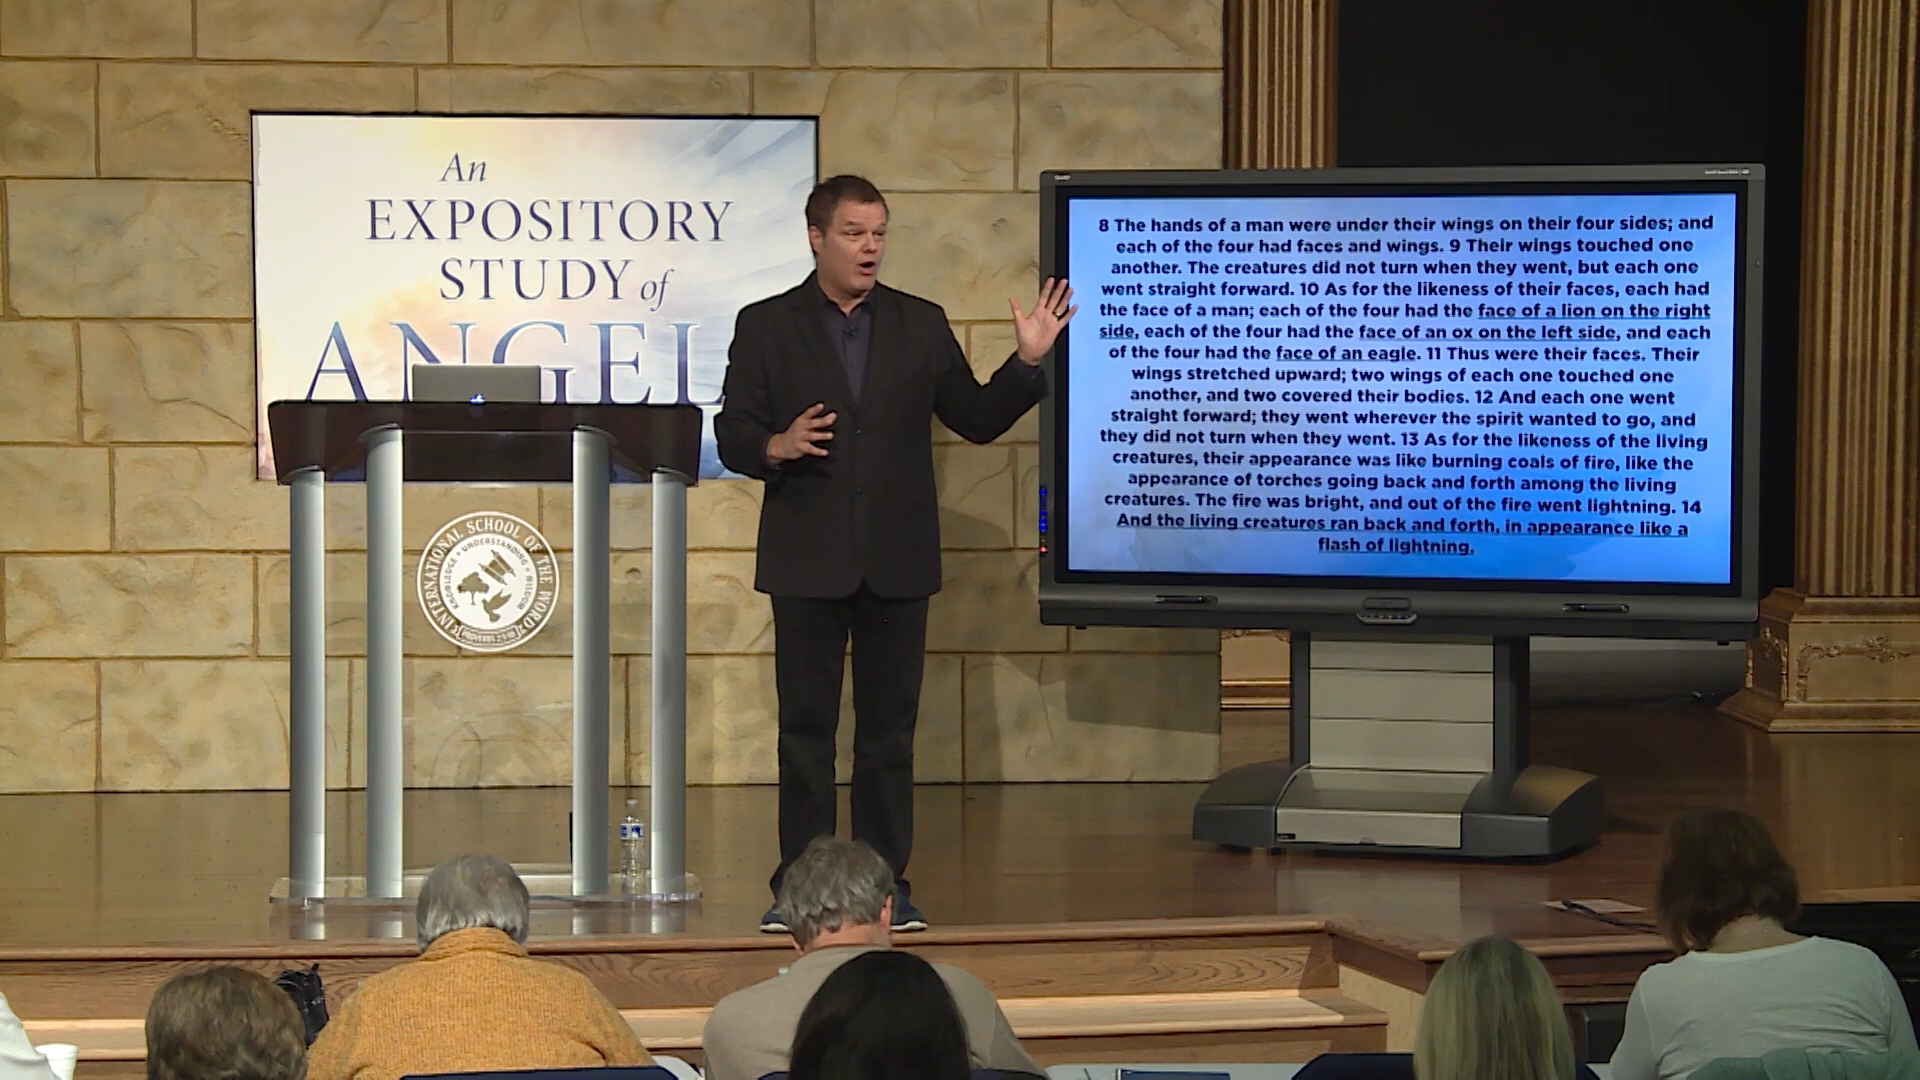 An
EXPOSITORY
STUDY of
ANGEL
INTERNATIONAL SCHOOL OF THE WORD
KNOWLEDGE • UNDERSTANDING • WISDOM
8 The hands of a man were under their wings on their four sides; and
each of the four had faces and wings. 9 Their wings touched one
another. The creatures did not turn when they went, but each one
went straight forward. 10 As for the likeness of their faces, each had
the face of a man; each of the four had the face of a lion on the right
side, each of the four had the face of an ox on the left side, and each
of the four had the face of an eagle. 11 Thus were their faces. Their
wings stretched upward; two wings of each one touched one
another, and two covered their bodies. 12 And each one went
straight forward; they went wherever the spirit wanted to go, and
they did not turn when they went. 13 As for the likeness of the living
creatures, their appearance was like burning coals of fire, like the
appearance of torches going back and forth among the living
creatures. The fire was bright, and out of the fire went lightning. 14
And the living creatures ran back and forth, in appearance like a
flash of lightning.